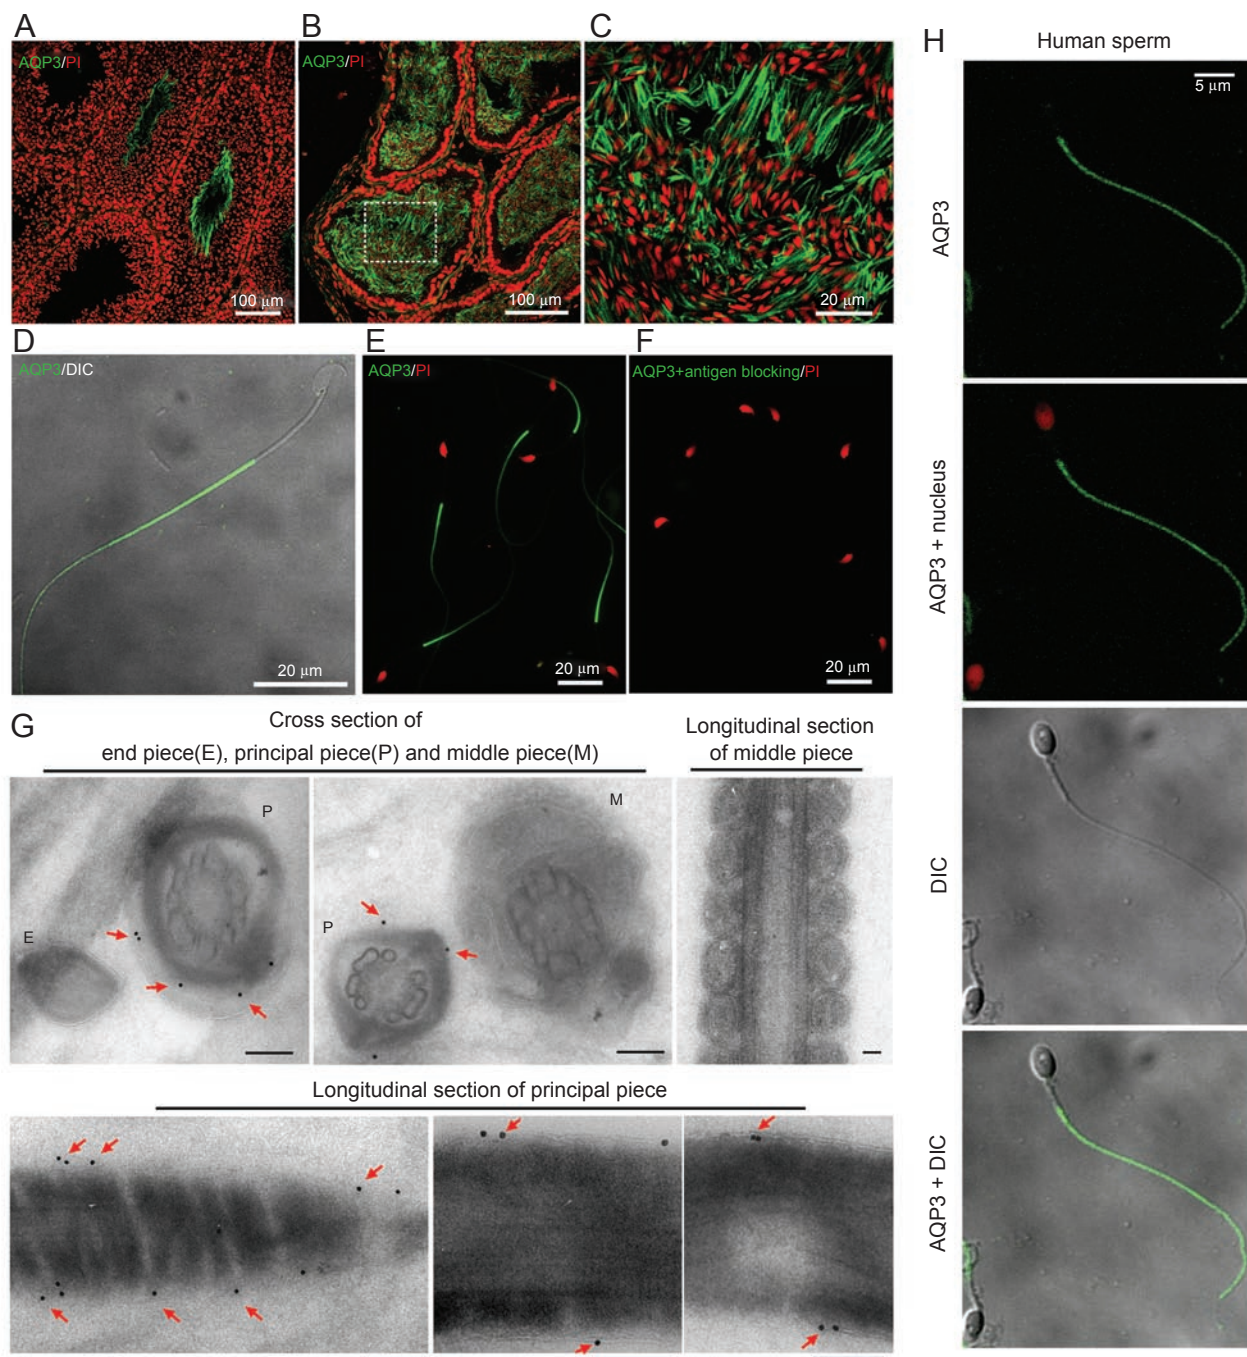 A
B
C
H
Human sperm
AQP3/PI
AQP3/PI
5 μm
100 μm
100 μm
20 μm
AQP3
D
E
F
AQP3/DIC
AQP3/PI
AQP3+antigen blocking/PI
20 μm
20 μm
20 μm
AQP3 + nucleus
G
Cross section of
end piece(E), principal piece(P) and middle piece(M)
Longitudinal section
of middle piece
P
E
M
P
DIC
Longitudinal section of principal piece
AQP3 + DIC